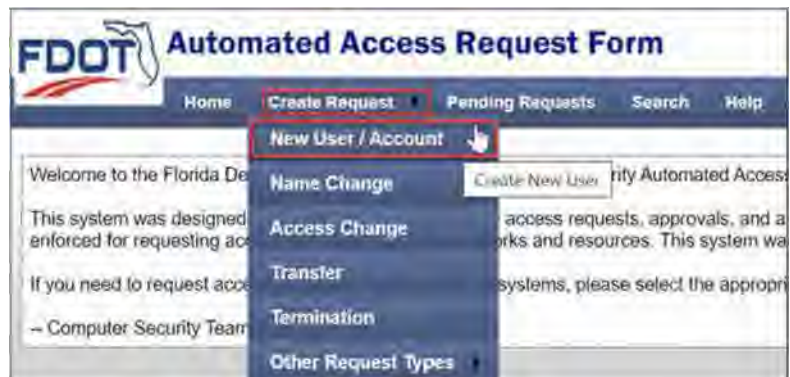 FDOT Automated Access Request Form
Home Create Request Pending Requests Search Help
New User / Account
Welcome to the Florida De rity Automated Access
Name Change Create New User
This system was designed access requests, approvals, and a
Access Change
enforced for requesting acc rks and resources. This system wa
Transfer
If you need to request acce systems, please select the appropri
Termination
-- Computer Security Team
Other Request Types